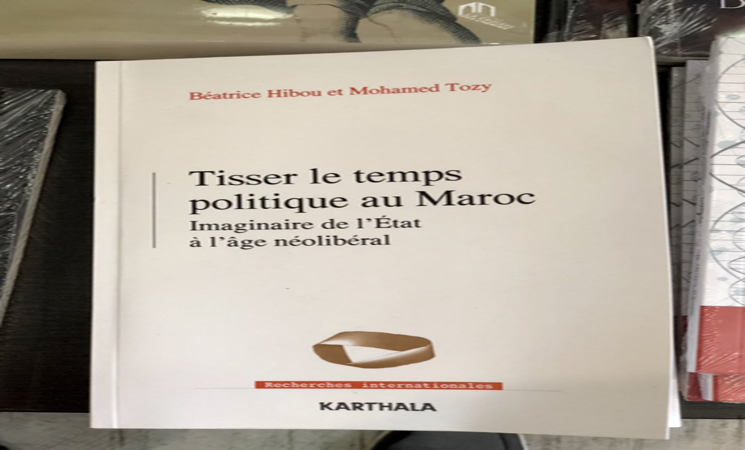 Béatrice Hibou et Mohamed Tozy
Tisser le temps
politique au Maroc
Imaginaire de l'État
à l'âge néolibéral
Recherches internationales
KARTHALA